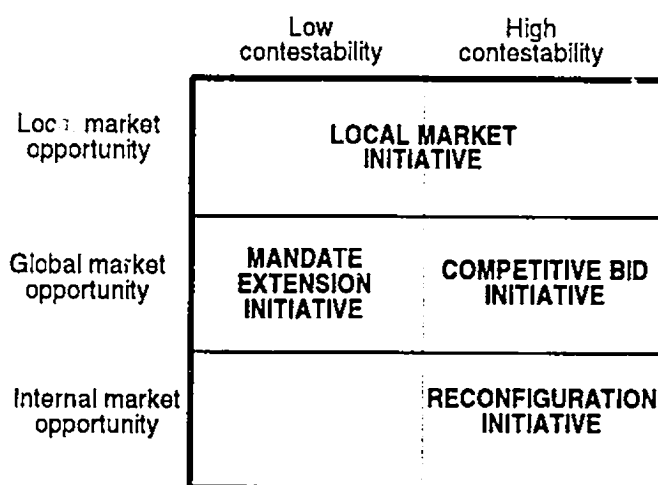 Low contestability
High contestability
Local market opportunity
LOCAL MARKET INITIATIVE
Global market opportunity
MANDATE EXTENSION INITIATIVE
COMPETITIVE BID INITIATIVE
Internal market opportunity
RECONFIGURATION INITIATIVE